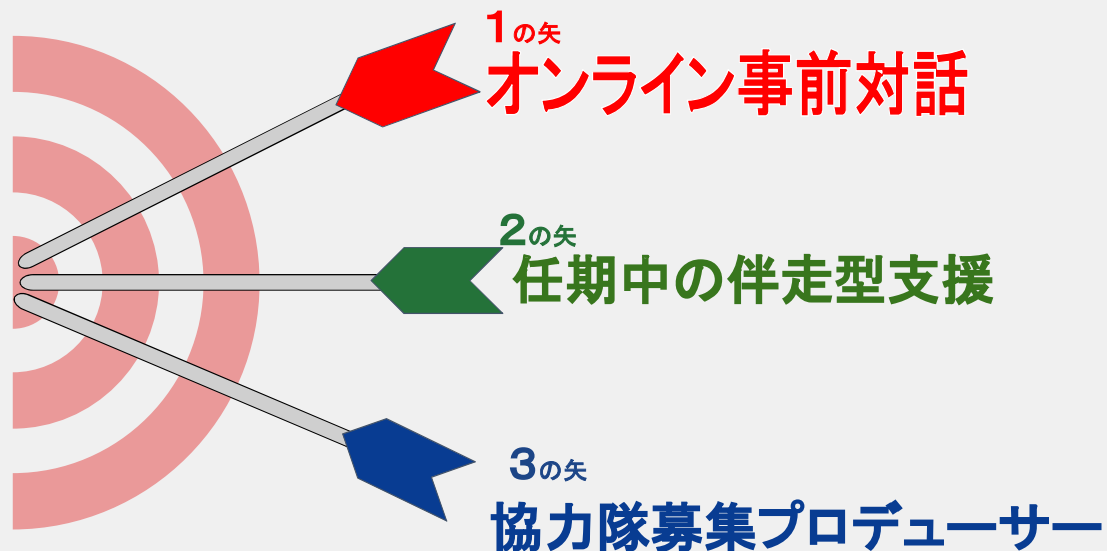 1の矢
オンライン事前対話
2の矢
任期中の伴走型支援
3の矢
協力隊募集プロデューサー